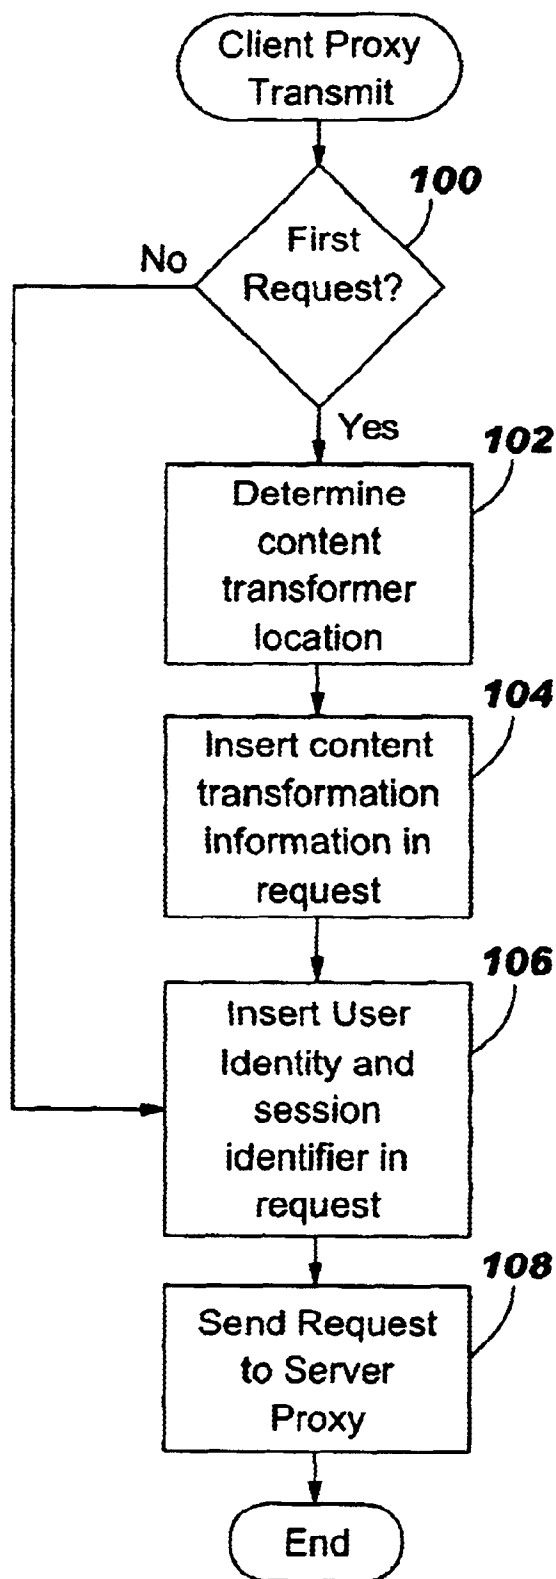 Client Proxy
Transmit
100
First
Request?
No
Yes
102
Determine
content
transformer
location
104
Insert content
transformation
information in
request
106
Insert User
Identity and
session
identifier in
request
108
Send Request
to Server
Proxy
End